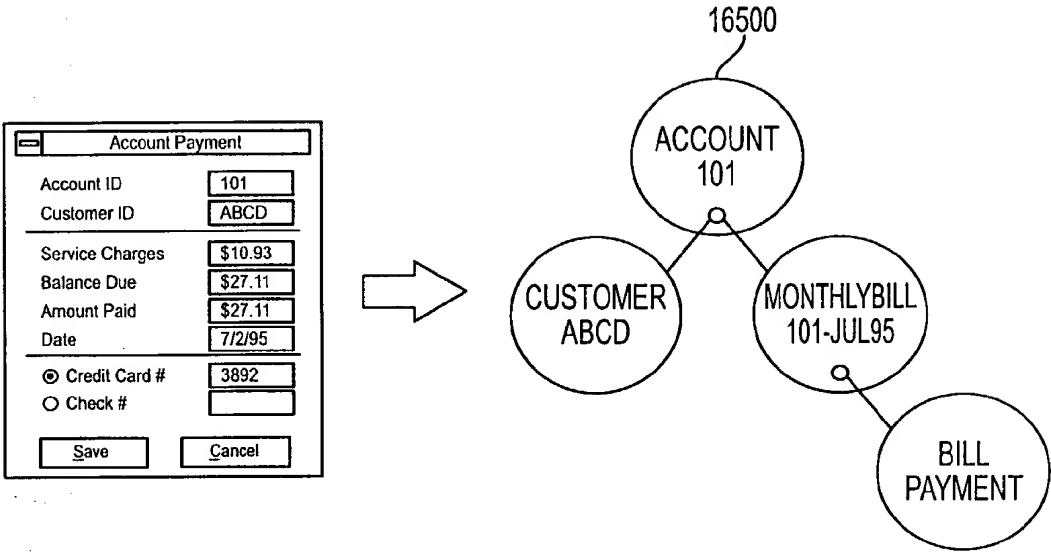 16500
ACCOUNT
101
CUSTOMER
ABCD
MONTHLYBILL
101-JUL95
BILL
PAYMENT
Account Payment
Account ID 101
Customer ID ABCD
Service Charges $10.93
Balance Due $27.11
Amount Paid $27.11
Date 7/2/95
Credit Card # 3892
Check #
Save Cancel